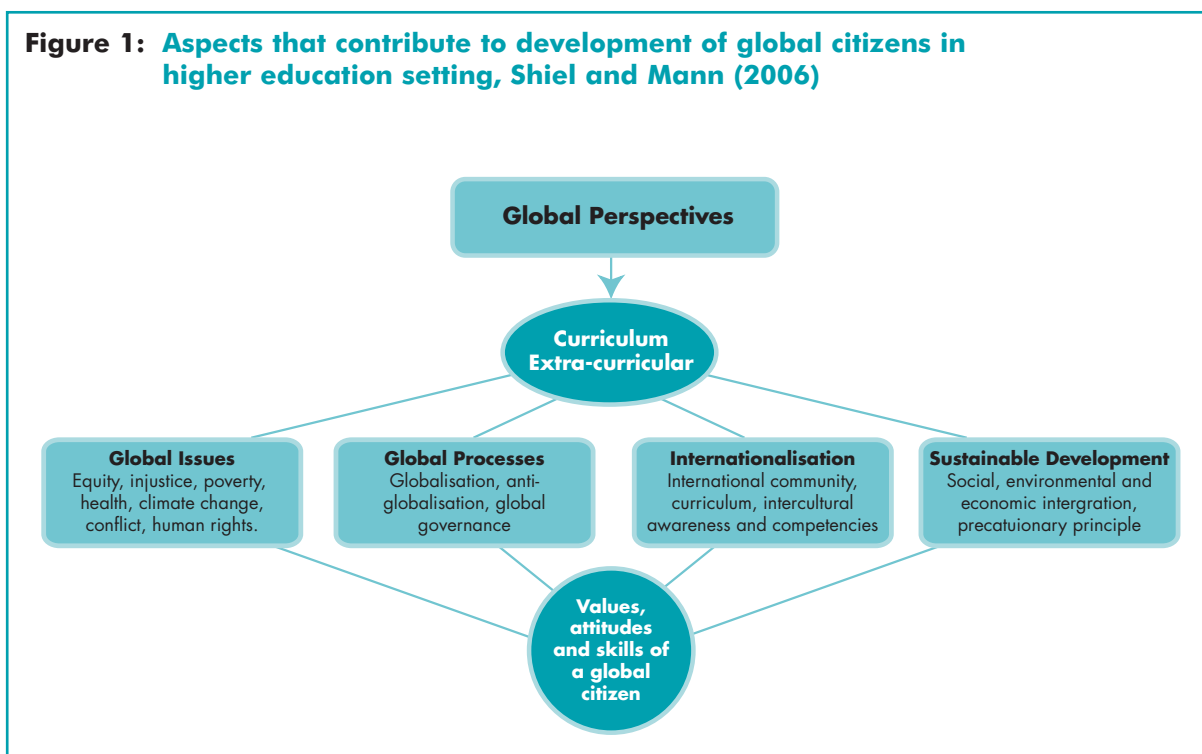 Figure 1: Aspects that contribute to development of global citizens in
higher education setting, Shiel and Mann (2006)
Global Perspectives
Curriculum
Extra-curricular
Global Issues
Equity, injustice, poverty,
health, climate change,
conflict, human rights.
Global Processes
Globalisation, anti-
globalisation, global
governance
Internationalisation
International community,
curriculum, intercultural
awareness and competencies
Sustainable Development
Social, environmental and
economic intergration,
precatuionary principle
Values,
attitudes
and skills of
a global
citizen